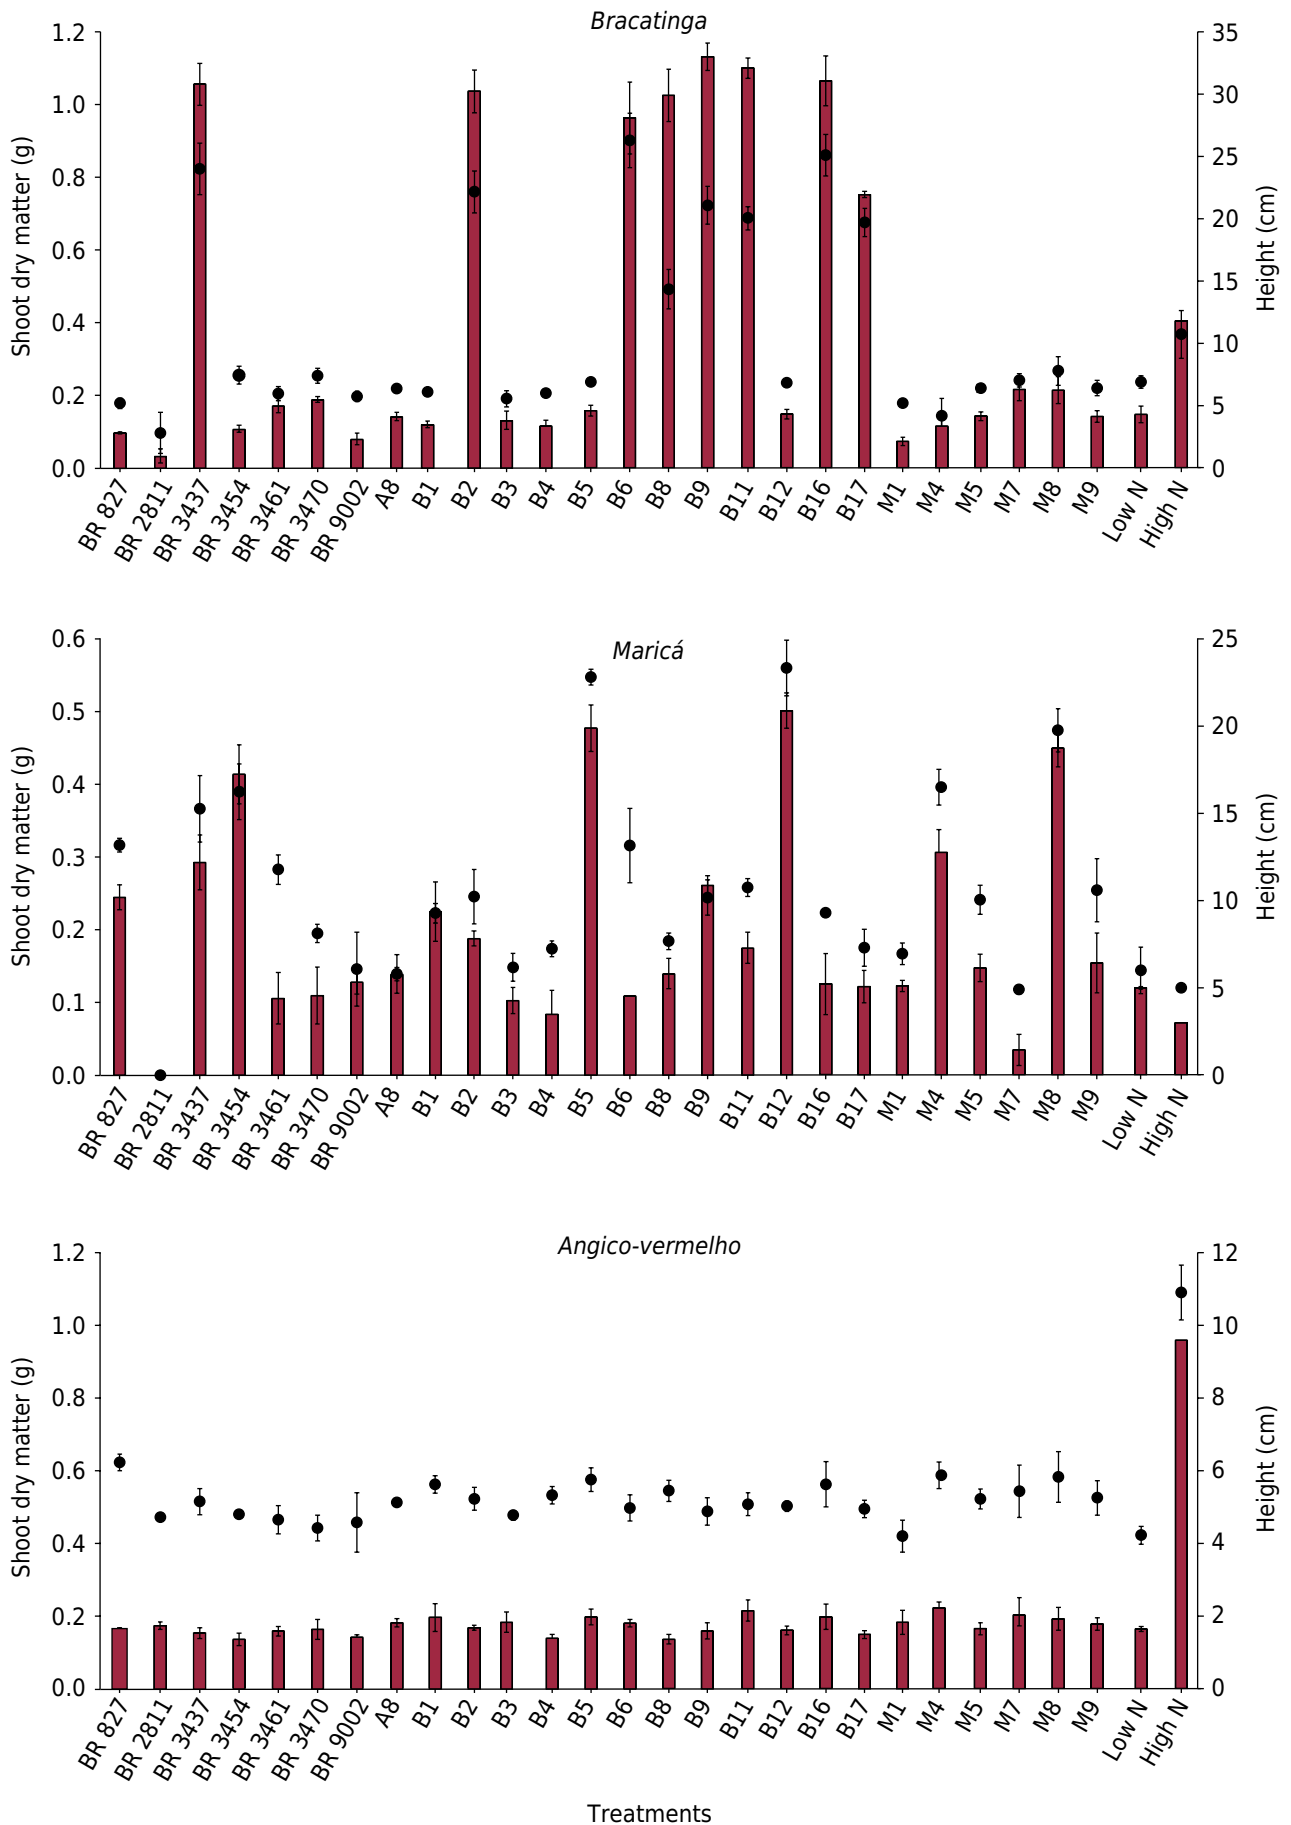 Bracatinga
1.2 35
30
1.0
25
0.8
20
0.6
15
0.4
10
0.2
5
0.0 0
Shoot dry matter (g)
Height (cm)
BR 827 BR 2811 BR 3437 BR 3454 BR 3461 BR 3470 BR 9002 A8 B1 B2 B3 B4 B5 B6 B8 B9 B11 B12 B16 B17 M1 M4 M5 M7 M8 M9 Low N High N
Maricá
0.6 25
0.5
20
0.4
15
0.3
10
0.2
0.1
5
0.0 0
Shoot dry matter (g)
Height (cm)
BR 827 BR 2811 BR 3437 BR 3454 BR 3461 BR 3470 BR 9002 A8 B1 B2 B3 B4 B5 B6 B8 B9 B11 B12 B16 B17 M1 M4 M5 M7 M8 M9 Low N High N
Angico-vermelho
1.2 12
1.0 10
0.8 8
0.6 6
0.4 4
0.2 2
0.0 0
Shoot dry matter (g)
Height (cm)
BR 827 BR 2811 BR 3437 BR 3454 BR 3461 BR 3470 BR 9002 A8 B1 B2 B3 B4 B5 B6 B8 B9 B11 B12 B16 B17 M1 M4 M5 M7 M8 M9 Low N High N
Treatments